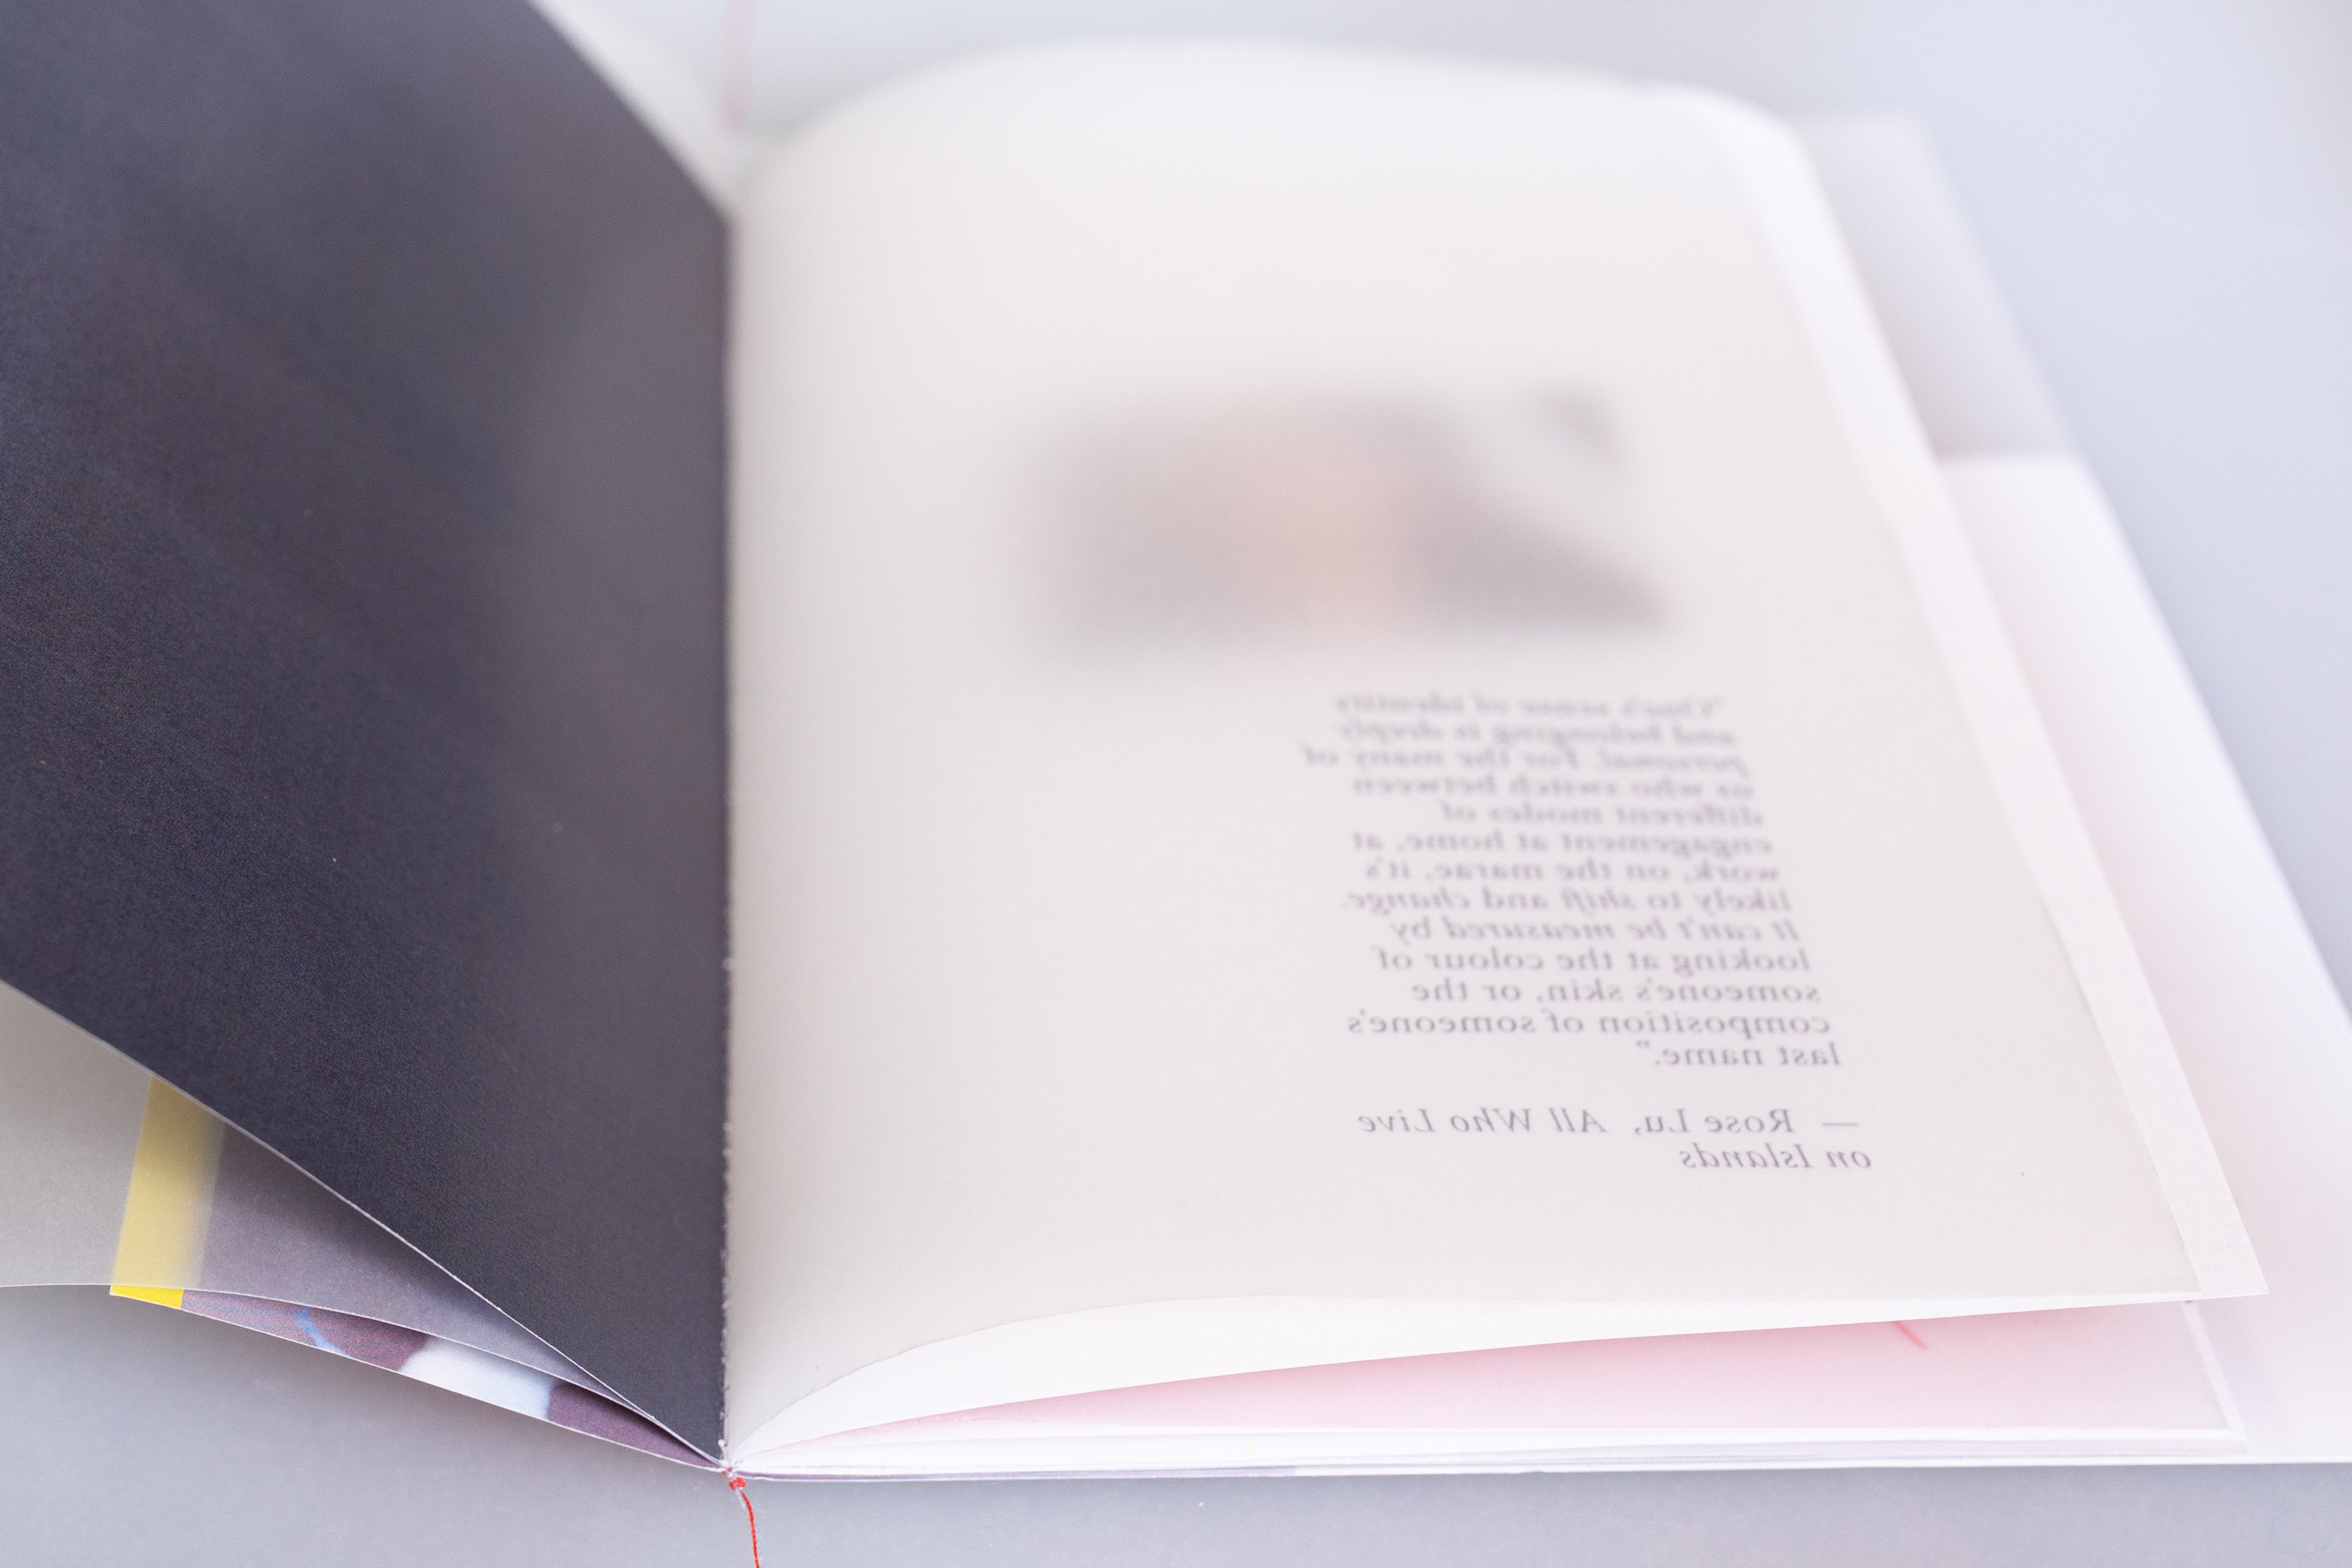 "One's sense of identity
and belonging is deeply
personal. For the many of
us who switch between
different modes of
engagement at home, at
work, on the marae, it's
likely to shift and change.
It can't be measured by
looking at the colour of
someone's skin, or the
composition of someone's
last name."
— Rose Lu, All Who Live
on Islands